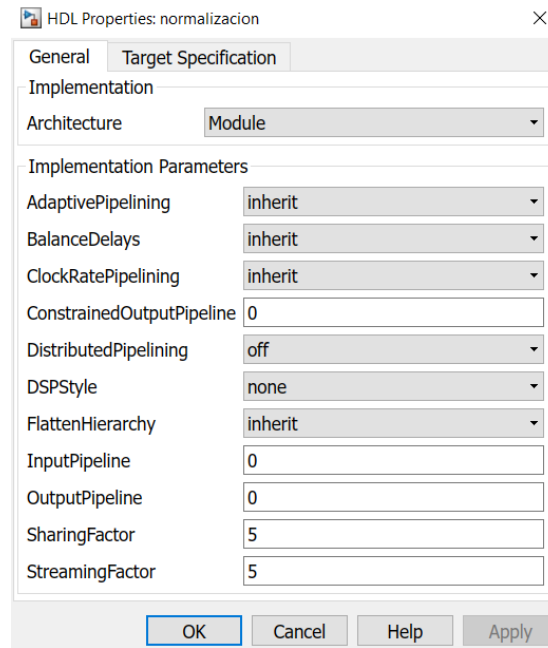 HDL Properties: normalizacion
General Target Specification
Implementation
Architecture Module
Implementation Parameters
AdaptivePipelining inherit
BalanceDelays inherit
ClockRatePipelining inherit
ConstrainedOutputPipeline 0
DistributedPipelining off
DSPStyle none
FlattenHierarchy inherit
InputPipeline 0
OutputPipeline 0
SharingFactor 5
StreamingFactor 5
OK Cancel Help Apply